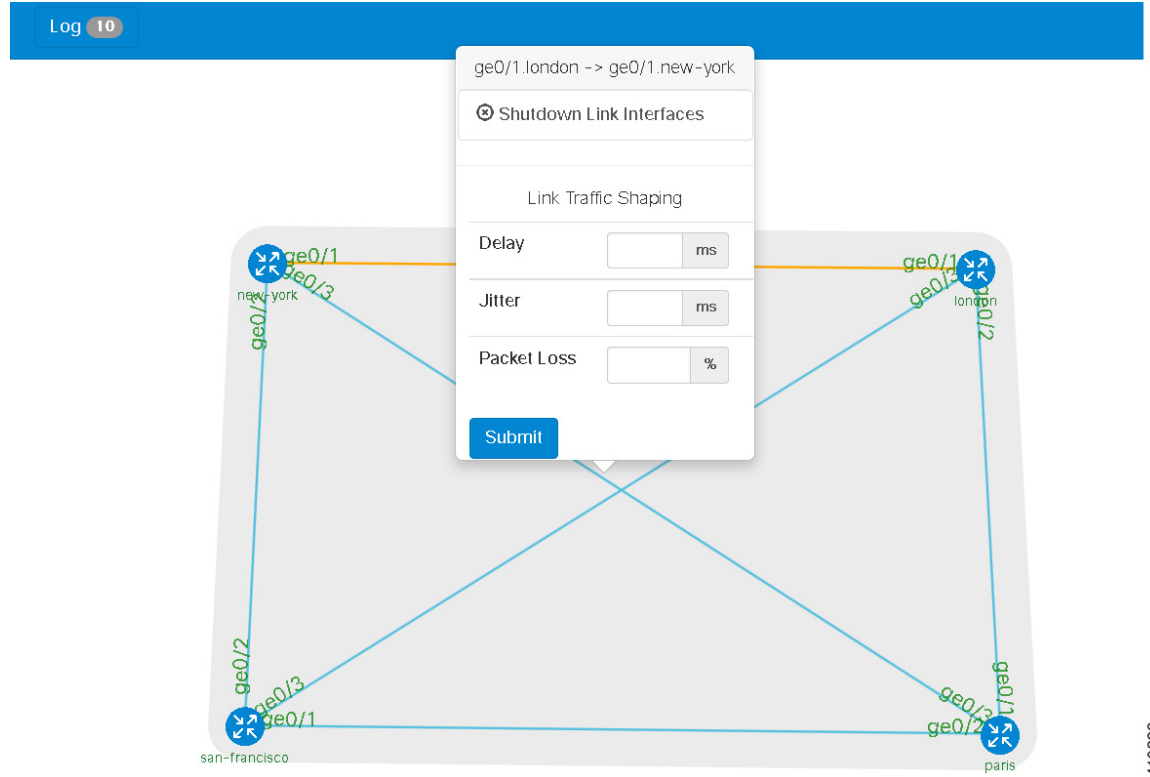 Log 10
ge0/1.london -> ge0/1.new-york
Shutdown Link Interfaces
Link Traffic Shaping
Delay ms
Jitter ms
Packet Loss %
Submit
ge0/1
ge0/3
new-york
ge0/2
ge0/1
ge0/3
london
ge0/2
ge0/2
ge0/3
ge0/1
san-francisco
ge0/1
ge0/3
ge0/2
paris